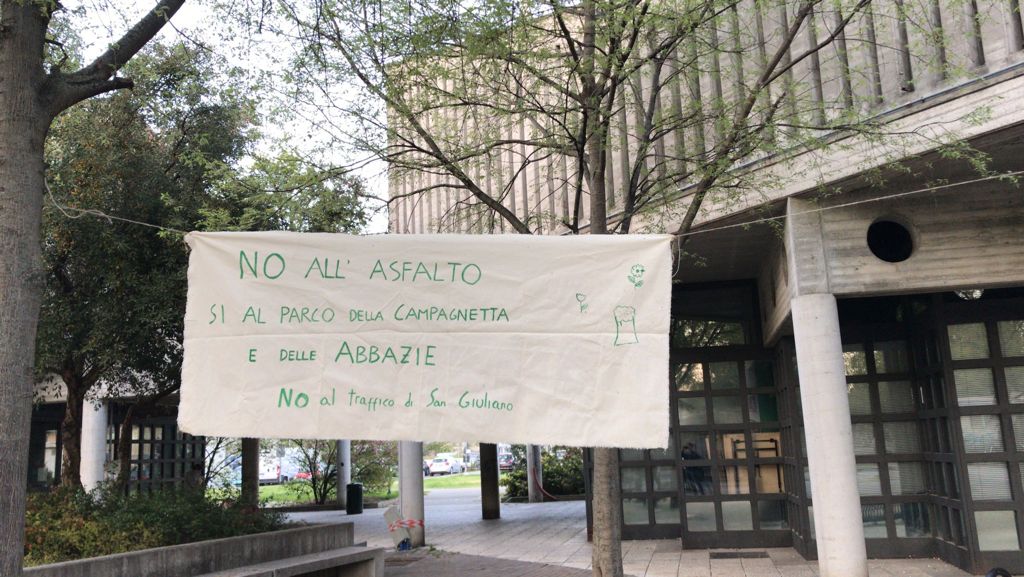 NO ALL' ASFALTO
SI AL PARCO DELLA CAMPAGNETTA
E DELLE ABBAZIE
NO al traffico di San Giuliano